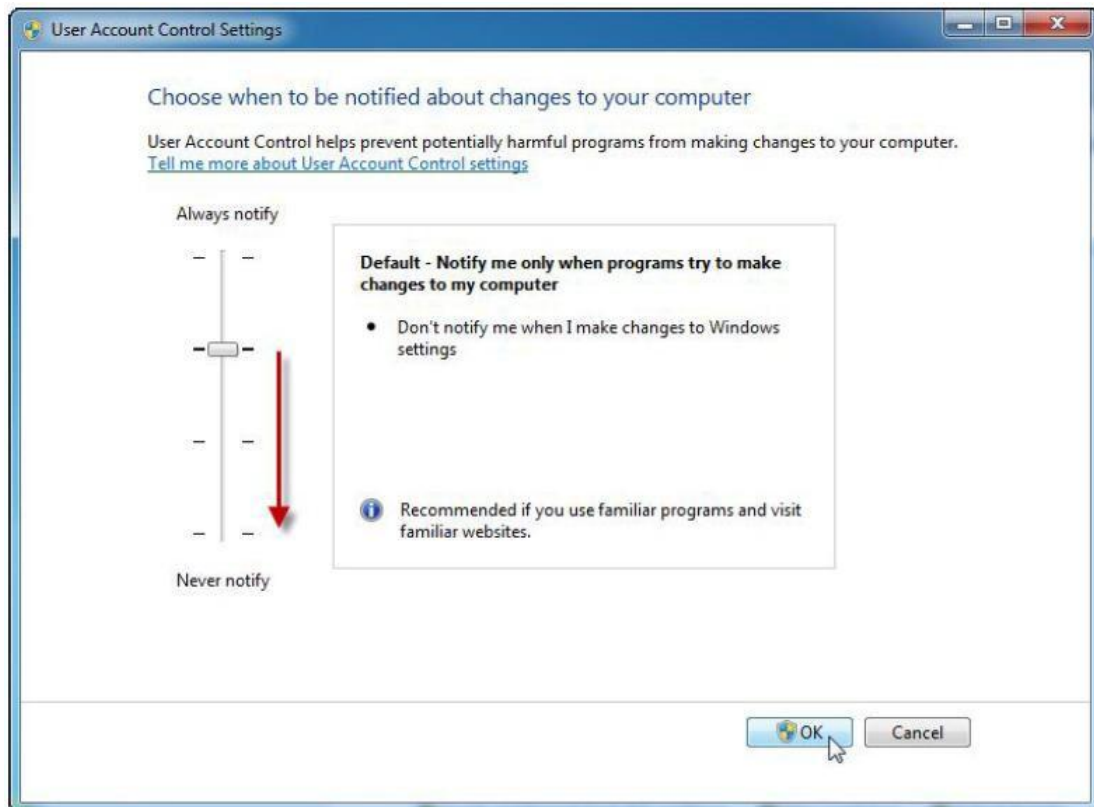 User Account Control Settings
Choose when to be notified about changes to your computer
User Account Control helps prevent potentially harmful programs from making changes to your computer.
Tell me more about User Account Control settings
Always notify
Default - Notify me only when programs try to make
changes to my computer
• Don't notify me when I make changes to Windows
settings
Recommended if you use familiar programs and visit
familiar websites.
Never notify
OK
Cancel